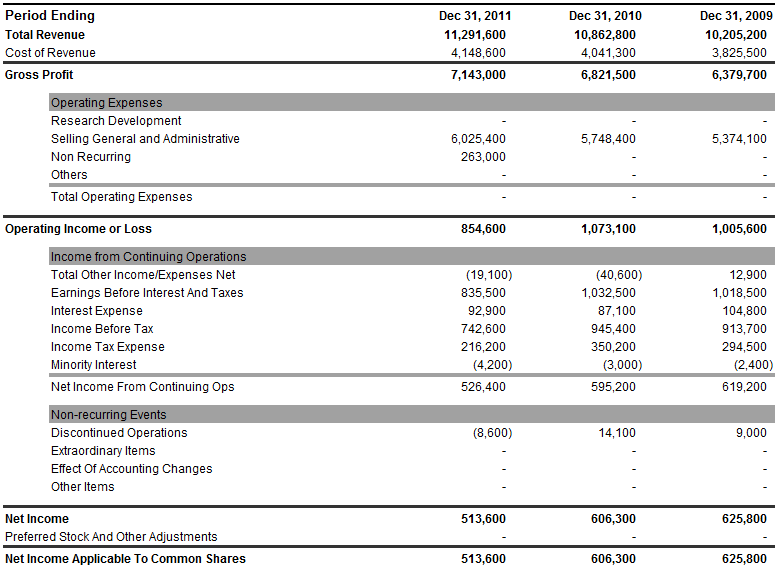 Period Ending Dec 31, 2011 Dec 31, 2010 Dec 31, 2009
Total Revenue 11,291,600 10,862,800 10,205,200
Cost of Revenue 4,148,600 4,041,300 3,825,500
Gross Profit 7,143,000 6,821,500 6,379,700
Operating Expenses
Research Development - - -
Selling General and Administrative 6,025,400 5,748,400 5,374,100
Non Recurring 263,000 - -
Others - - -
Total Operating Expenses - - -
Operating Income or Loss 854,600 1,073,100 1,005,600
Income from Continuing Operations
Total Other Income/Expenses Net (19,100) (40,600) 12,900
Earnings Before Interest And Taxes 835,500 1,032,500 1,018,500
Interest Expense 92,900 87,100 104,800
Income Before Tax 742,600 945,400 913,700
Income Tax Expense 216,200 350,200 294,500
Minority Interest (4,200) (3,000) (2,400)
Net Income From Continuing Ops 526,400 595,200 619,200
Non-recurring Events
Discontinued Operations (8,600) 14,100 9,000
Extraordinary Items - - -
Effect Of Accounting Changes - - -
Other Items - - -
Net Income 513,600 606,300 625,800
Preferred Stock And Other Adjustments - - -
Net Income Applicable To Common Shares 513,600 606,300 625,800